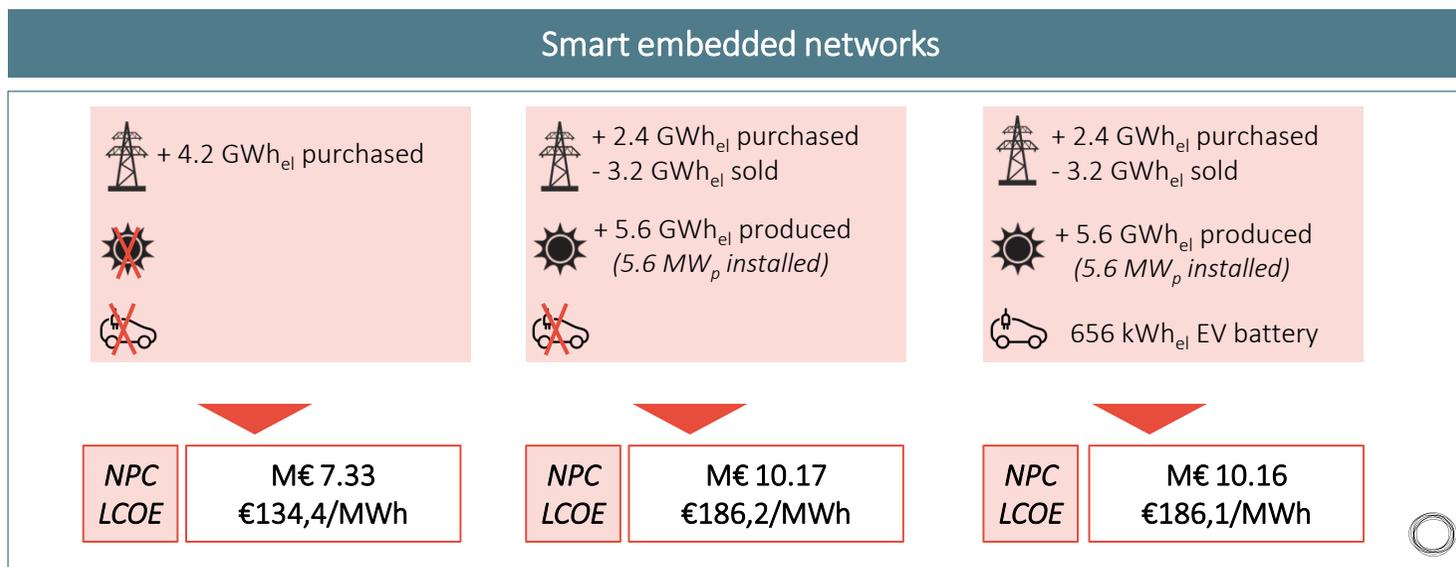 Smart embedded networks
+ 4.2 GWhel purchased
+ 2.4 GWhel purchased
- 3.2 GWhel sold
+ 5.6 GWhel produced
(5.6 MWp installed)
+ 2.4 GWhel purchased
- 3.2 GWhel sold
+ 5.6 GWhel produced
(5.6 MWp installed)
656 kWhel EV battery
NPC
LCOE
M€ 7.33
€134,4/MWh
NPC
LCOE
M€ 10.17
€186,2/MWh
NPC
LCOE
M€ 10.16
€186,1/MWh